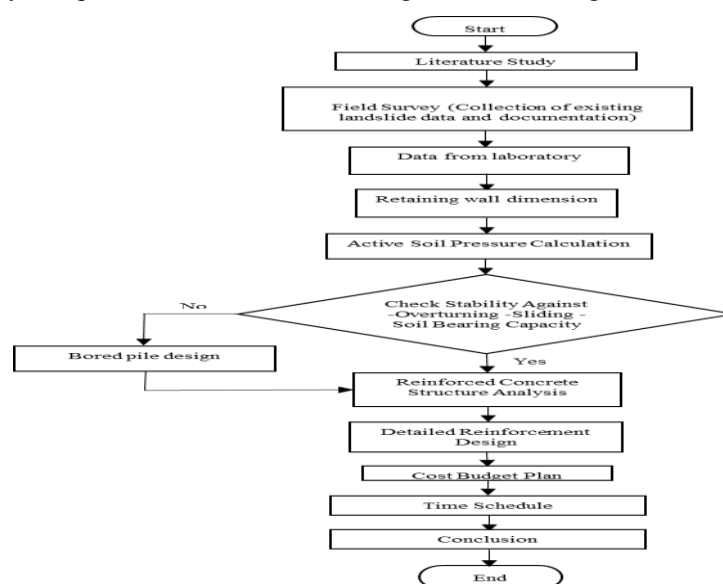 Start
Literature Study
Field Survey (Collection of existing
landslide data and documentation)
Data from laboratory
Retaining wall dimension
Active Soil Pressure Calculation
Check Stability Against
-Overturning -Sliding -
Soil Bearing Capacity
No
Yes
Bored pile design
Reinforced Concrete
Structure Analysis
Detailed Reinforcement
Design
Cost Budget Plan
Time Schedule
Conclusion
End